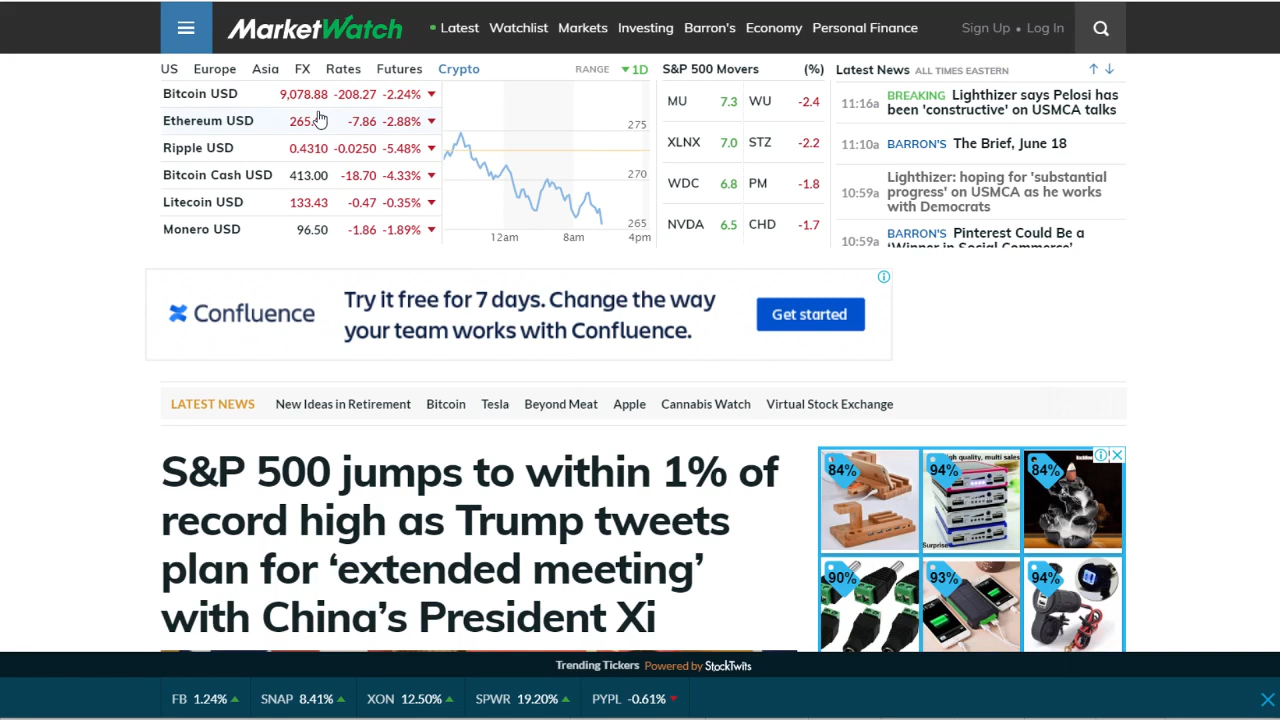 MarketWatch
Latest Watchlist Markets Investing Barron's Economy Personal Finance
Sign Up • Log In
US Europe Asia FX Rates Futures Crypto
RANGE 1D
Bitcoin USD 9,078.88 -208.27 -2.24%
Ethereum USD 265. -7.86 -2.88%
Ripple USD 0.4310 -0.0250 -5.48%
Bitcoin Cash USD 413.00 -18.70 -4.33%
Litecoin USD 133.43 -0.47 -0.35%
Monero USD 96.50 -1.86 -1.89%
275
270
265
12am 8am 4pm
S&P 500 Movers (%)
MU 7.3 WU -2.4
XLNX 7.0 STZ -2.2
WDC 6.8 PM -1.8
NVDA 6.5 CHD -1.7
Latest News ALL TIMES EASTERN
11:16a BREAKING Lighthizer says Pelosi has
been 'constructive' on USMCA talks
11:10a BARRON'S The Brief, June 18
10:59a Lighthizer: hoping for 'substantial
progress' on USMCA as he works
with Democrats
10:59a BARRON'S Pinterest Could Be a
'Winner in Social Commerce'
Confluence
Try it free for 7 days. Change the way
your team works with Confluence.
Get started
LATEST NEWS New Ideas in Retirement Bitcoin Tesla Beyond Meat Apple Cannabis Watch Virtual Stock Exchange
S&P 500 jumps to within 1% of
record high as Trump tweets
plan for ‘extended meeting’
with China’s President Xi
84% 94% 84%
high quality, multi sales
Surprise
90% 93% 94%
Trending Tickers Powered by StockTwits
FB 1.24% SNAP 8.41% XON 12.50% SPWR 19.20% PYPL -0.61%